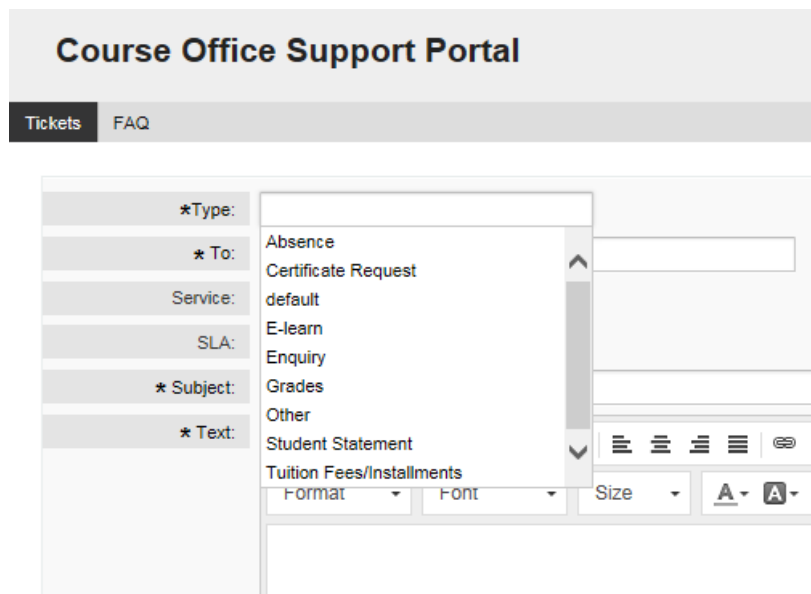 Course Office Support Portal
Tickets FAQ
*Type:
Absence
* To:
Certificate Request
Service:
default
E-learn
SLA:
Enquiry
* Subject:
Grades
Other
* Text:
Student Statement
Tuition Fees/Installments
Format Font Size A A